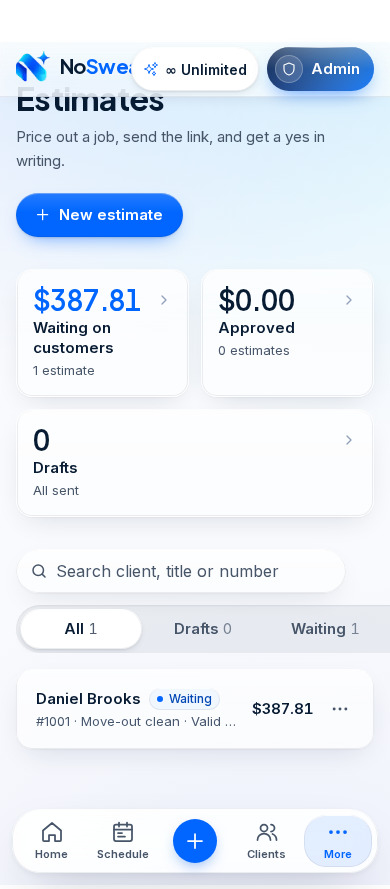 NoSwea
∞ Unlimited
Admin
Estimates
Price out a job, send the link, and get a yes in
writing.
New estimate
$387.81
Waiting on
customers
1 estimate
$0.00
Approved
0 estimates
0
Drafts
All sent
Search client, title or number
All 1
Drafts 0
Waiting 1
Daniel Brooks
Waiting
#1001 · Move-out clean · Valid ...
$387.81
Home
Schedule
Clients
More